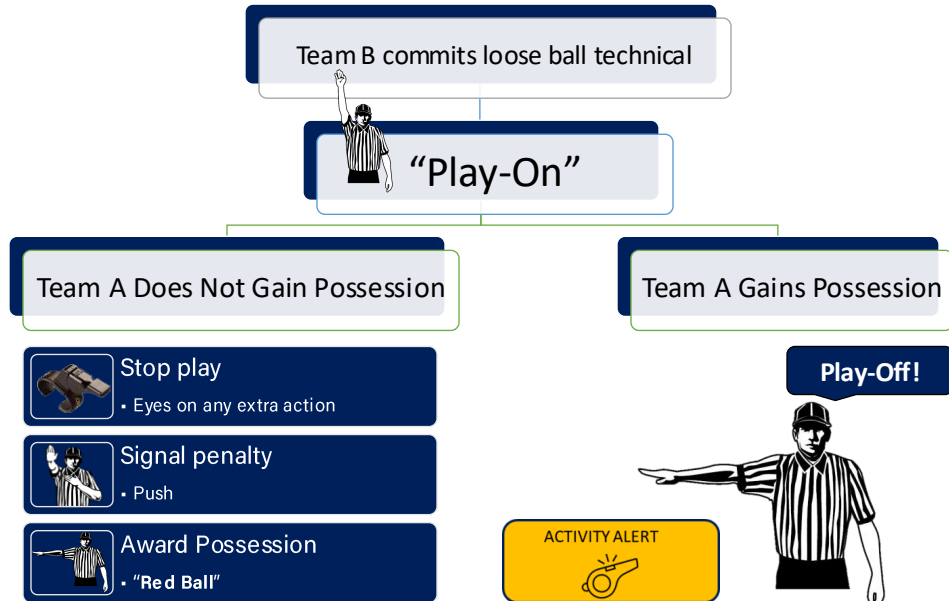 Team B commits loose ball technical
“Play-On”
Team A Does Not Gain Possession
Team A Gains Possession
Stop play
▪ Eyes on any extra action
Signal penalty
▪ Push
Award Possession
▪ “Red Ball”
Play-Off!
ACTIVITY ALERT